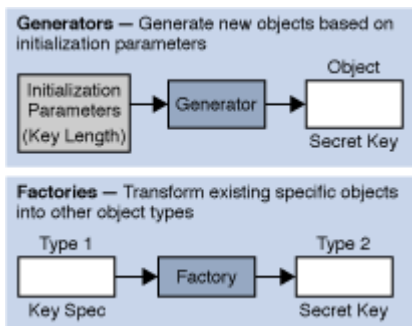 Generators — Generate new objects based on
initialization parameters
Object
Initialization
Parameters
(Key Length)
Generator
Secret Key
Factories — Transform existing specific objects
into other object types
Type 1
Type 2
Factory
Key Spec
Secret Key